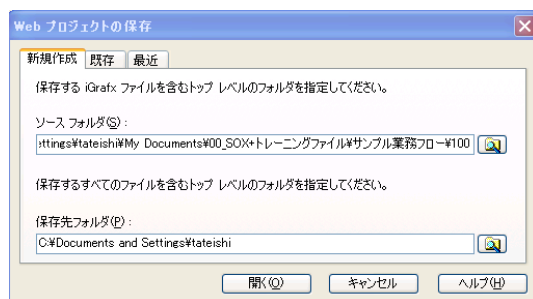 Web プロジェクトの保存
新規作成 既存 最近
保存する iGrafx ファイルを含むトップ レベルのフォルダを指定してください。
ソース フォルダ(S) :
ettings¥tateishi¥My Documents¥00_SOX+トレーニングファイル¥サンプル業務フロー¥100
保存するすべてのファイルを含むトップ レベルのフォルダを指定してください。
保存先フォルダ(P) :
C:¥Documents and Settings¥tateishi
開く(O) キャンセル ヘルプ(H)